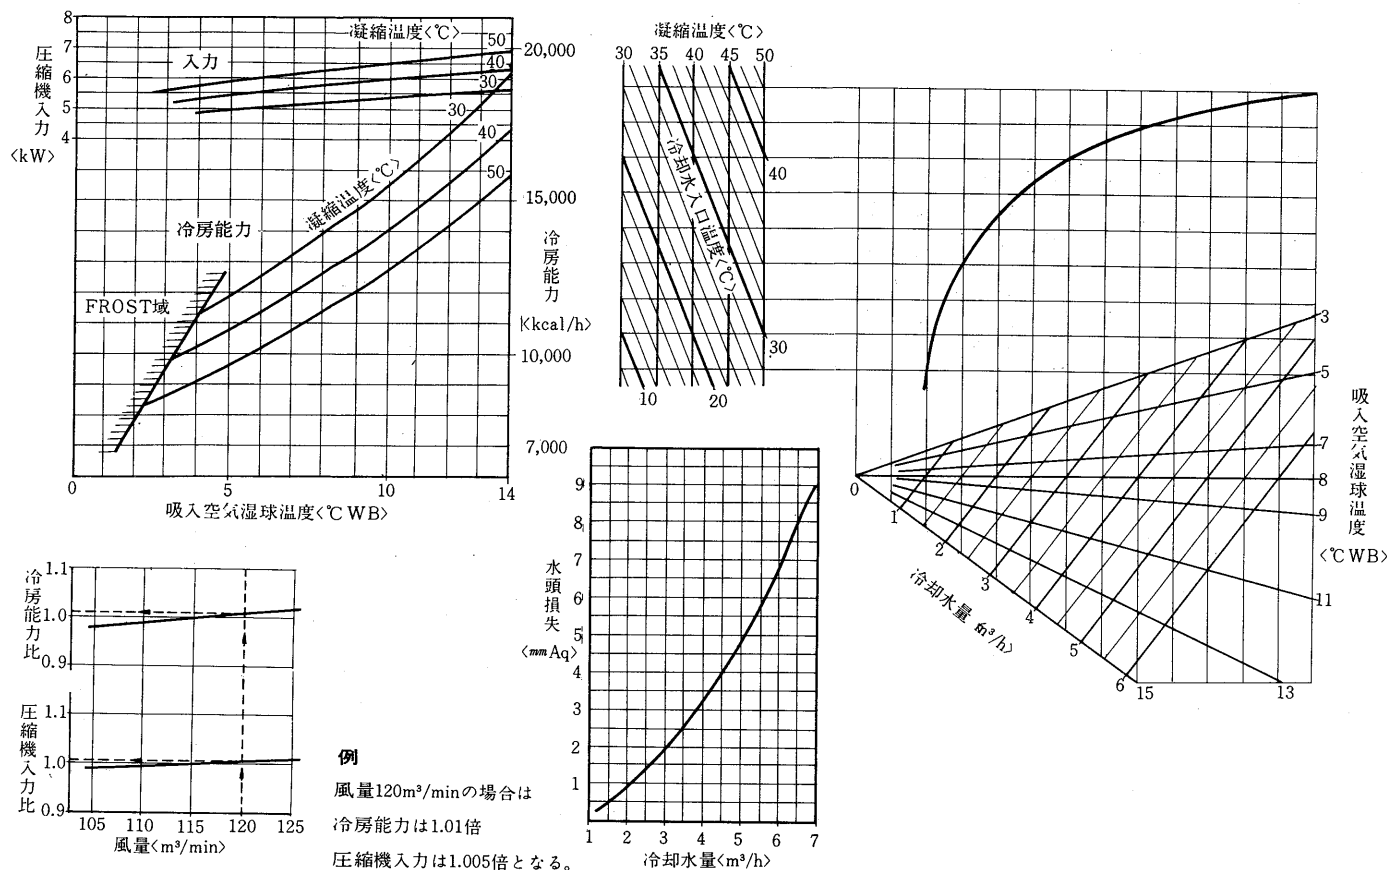 8
7
6
5
4
圧縮機入力
<kW>
入力
凝縮温度<℃>
50
40
30
30
40
50
凝縮温度<℃>
冷房能力
FROST域
20,000
15,000
10,000
7,000
冷房能力
<kcal/h>
0 5 10 14
吸入空気湿球温度<℃WB>
凝縮温度<℃>
30 35 40 45 50
冷却水入口温度<℃>
40
30
10 20
3
5
7
8
9
11
13
15
吸入空気湿球温度
<℃WB>
0
1
2
3
4
5
6
冷却水量<m³/h>
冷房能力比
1.1
1.0
0.9
圧縮機入力比
1.1
1.0
0.9
105 110 115 120 125
風量<m³/min>
例
風量120m³/minの場合は
冷房能力は1.01倍
圧縮機入力は1.005倍となる。
水頭損失
<mmAq>
9
8
7
6
5
4
3
2
1
1 2 3 4 5 6 7
冷却水量<m³/h>